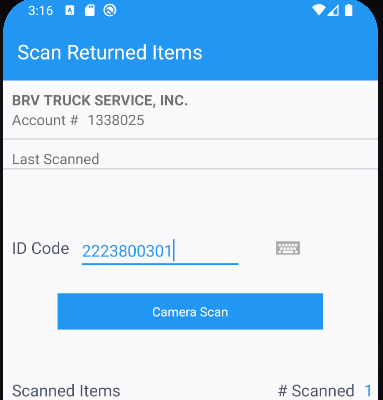 3:16
Scan Returned Items
BRV TRUCK SERVICE, INC.
Account # 1338025
Last Scanned
ID Code 2223800301
Camera Scan
Scanned Items # Scanned 1